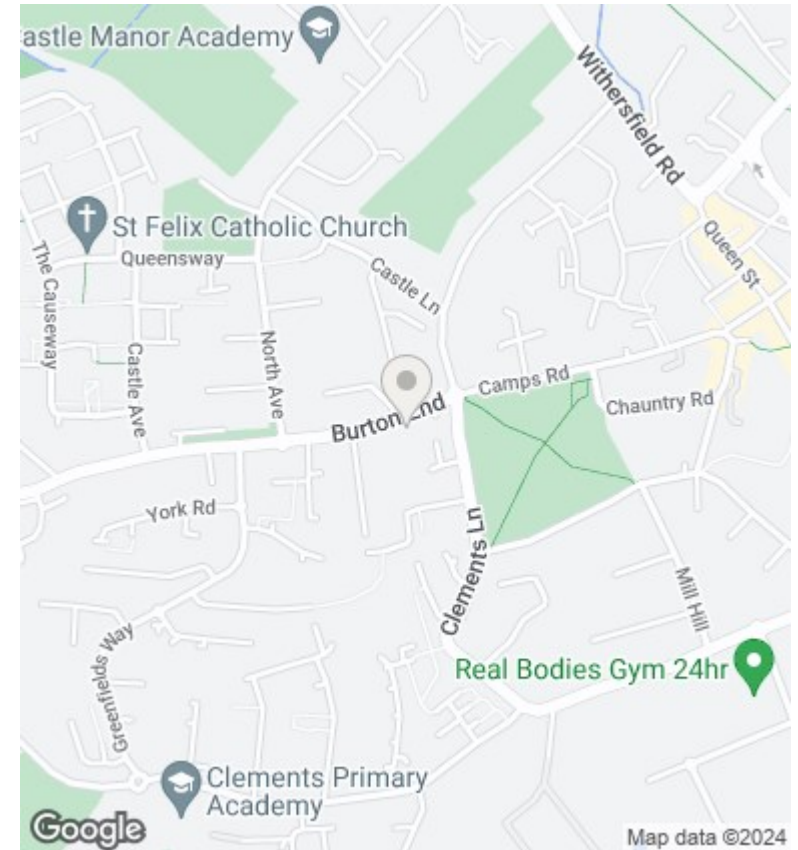 astle Manor Academy
Withersfield Rd
St Felix Catholic Church
Queensway
Queen St
Castle Ln
The Causeway
Castle Ave
North Ave
Camps Rd
Chauntry Rd
Burton End
York Rd
Clements Ln
Mill Hill
Greenfields Way
Real Bodies Gym 24hr
Clements Primary
Academy
Google
Map data ©2024